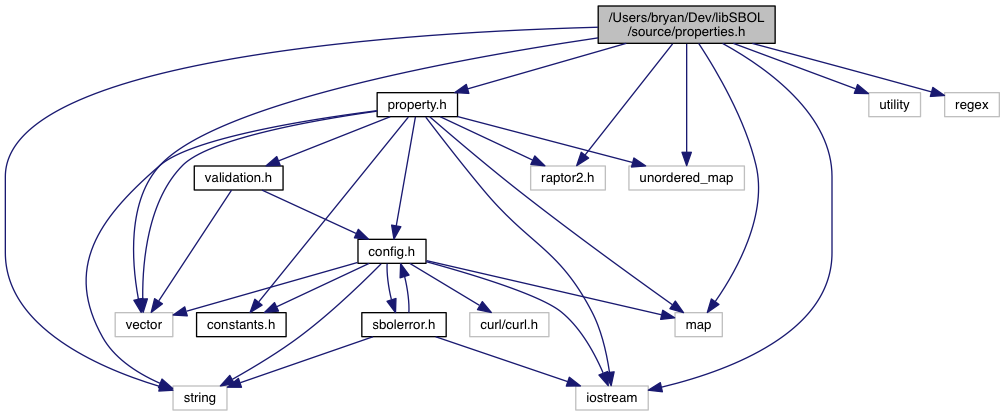 /Users/bryan/Dev/libSBOL
/source/properties.h
property.h
utility
regex
validation.h
raptor2.h
unordered_map
config.h
vector
constants.h
sbolerror.h
curl/curl.h
map
string
iostream